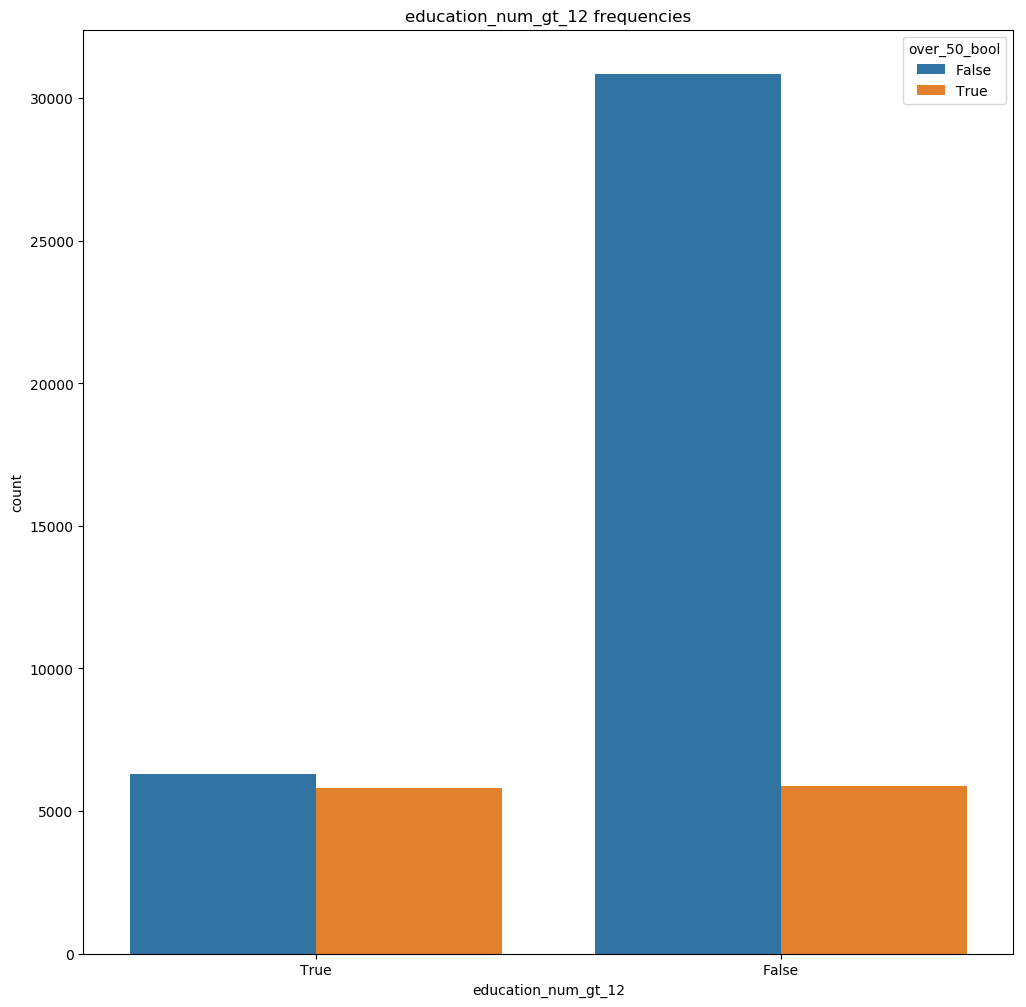 education_num_gt_12 frequencies
over_50_bool
False
True
30000
25000
20000
15000
10000
5000
0
count
True
False
education_num_gt_12